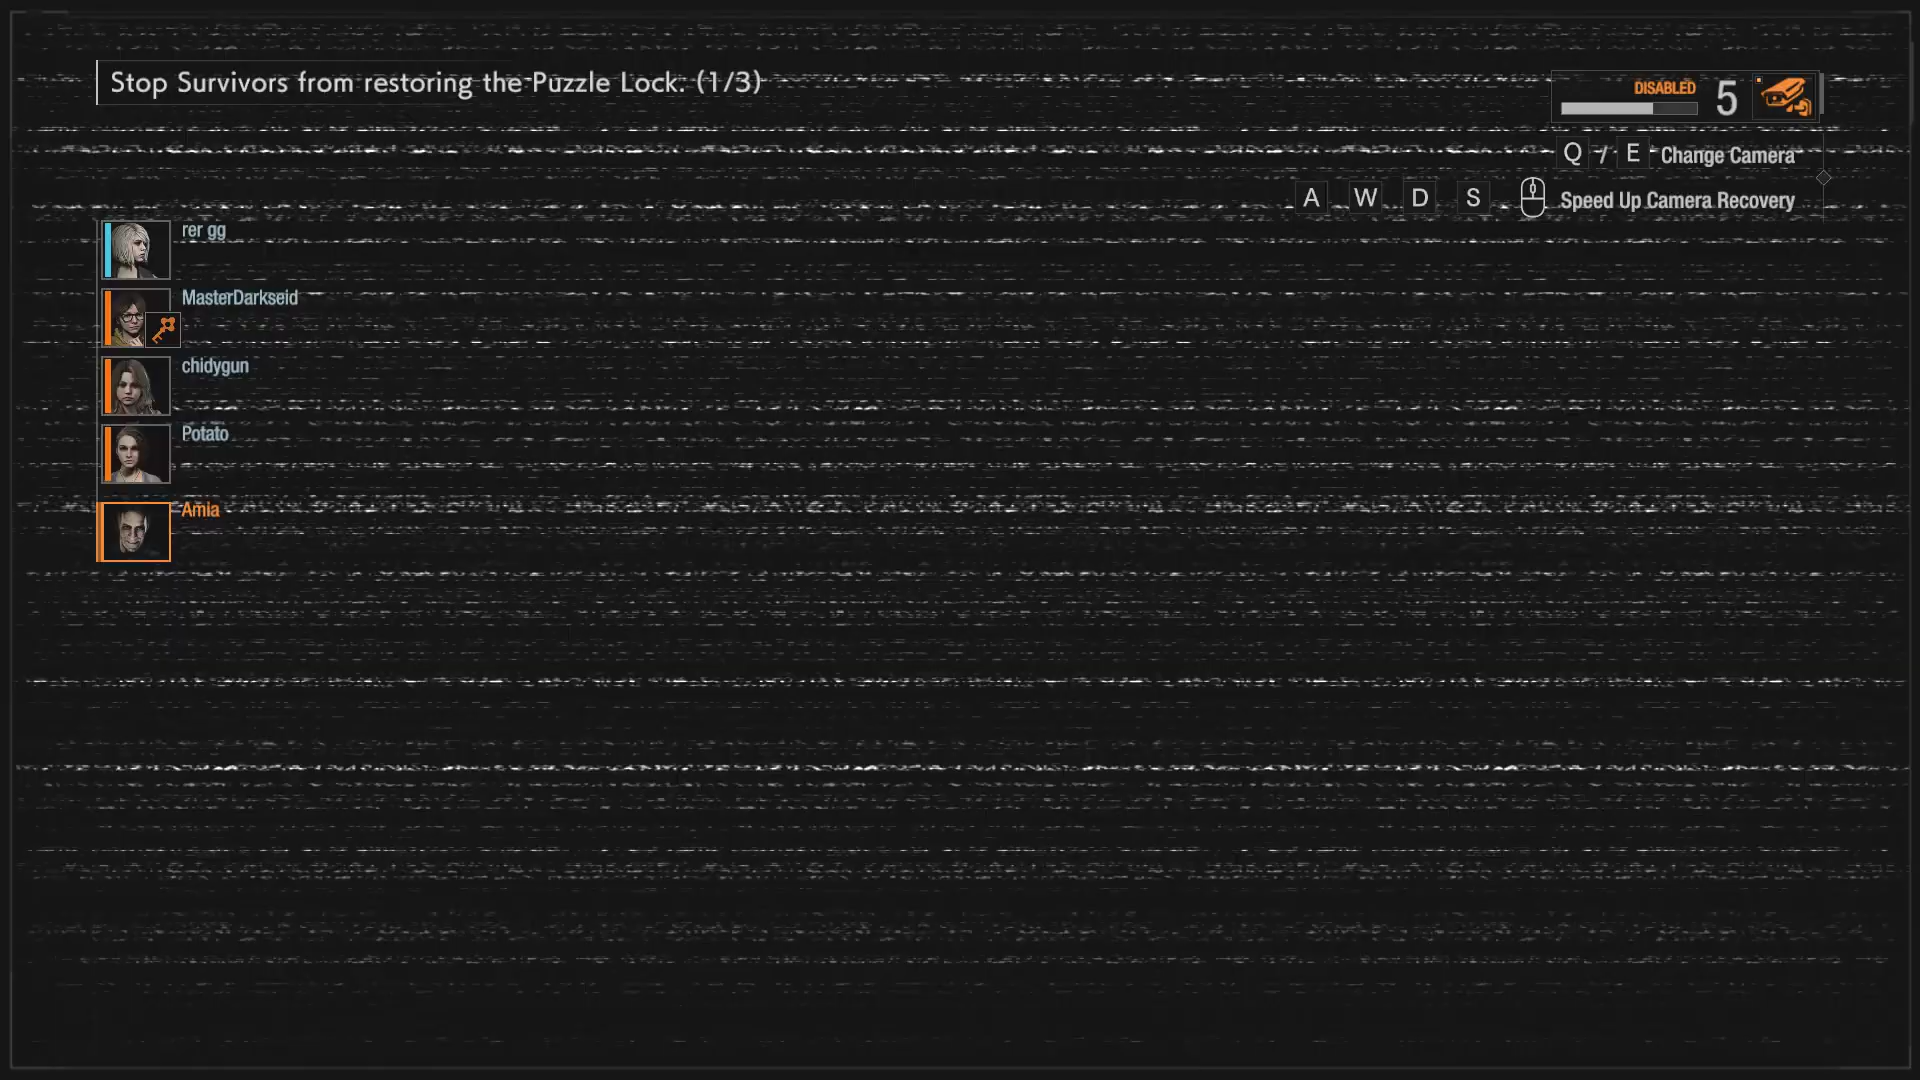 Stop Survivors from restoring the Puzzle Lock. (1/3)
DISABLED 5
Q / E Change Camera
A W D S Speed Up Camera Recovery
rer gg
MasterDarkseid
chidygun
Potato
Amia